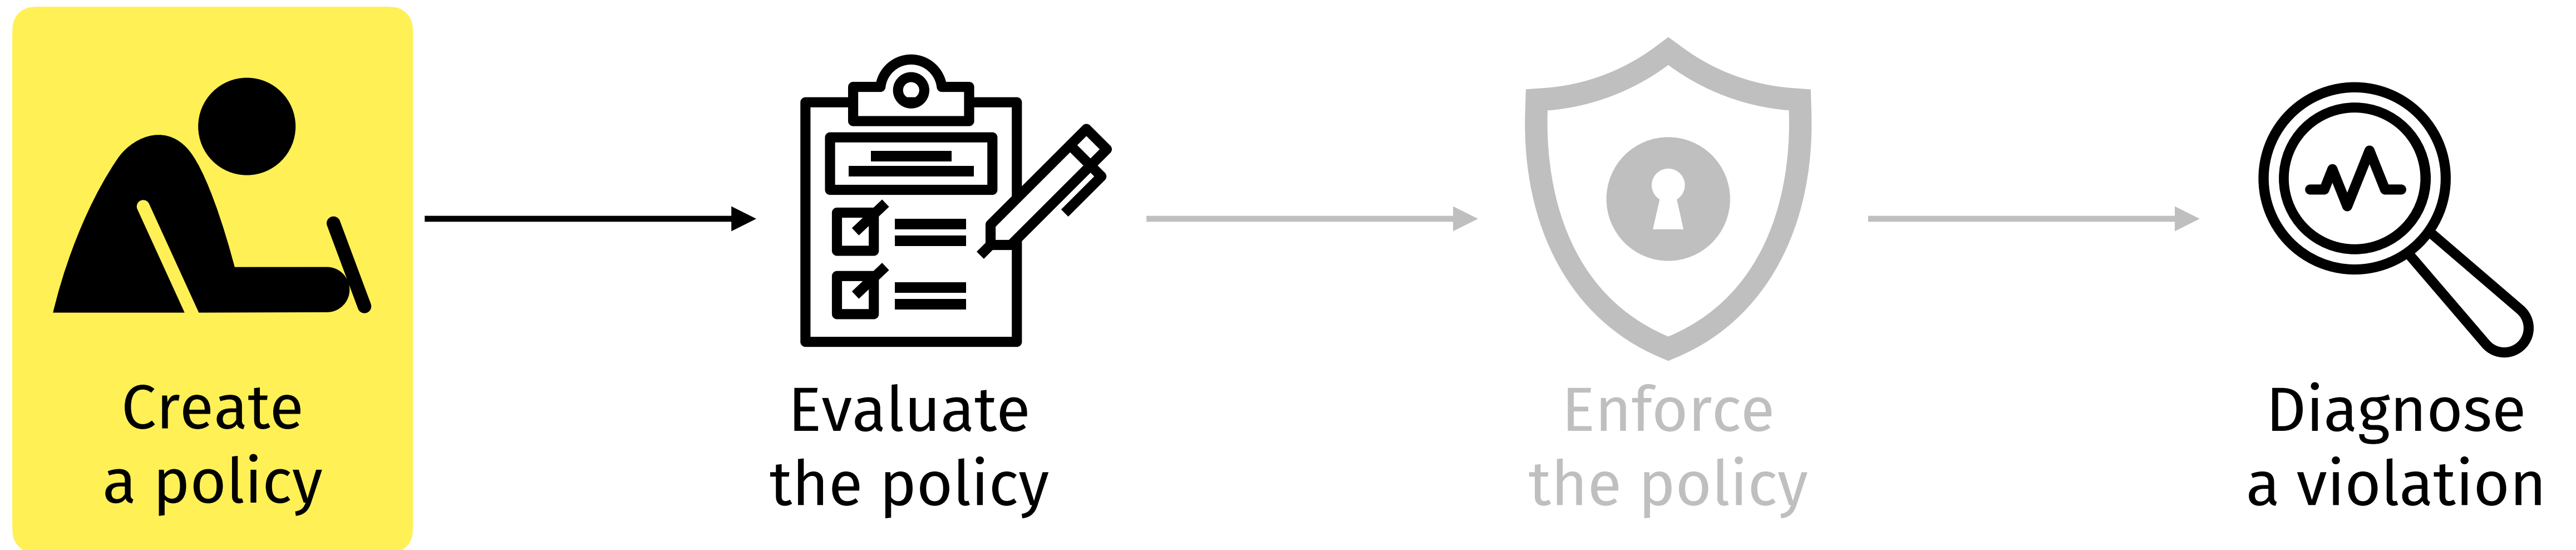 Create
a policy
Evaluate
the policy
Enforce
the policy
Diagnose
a violation